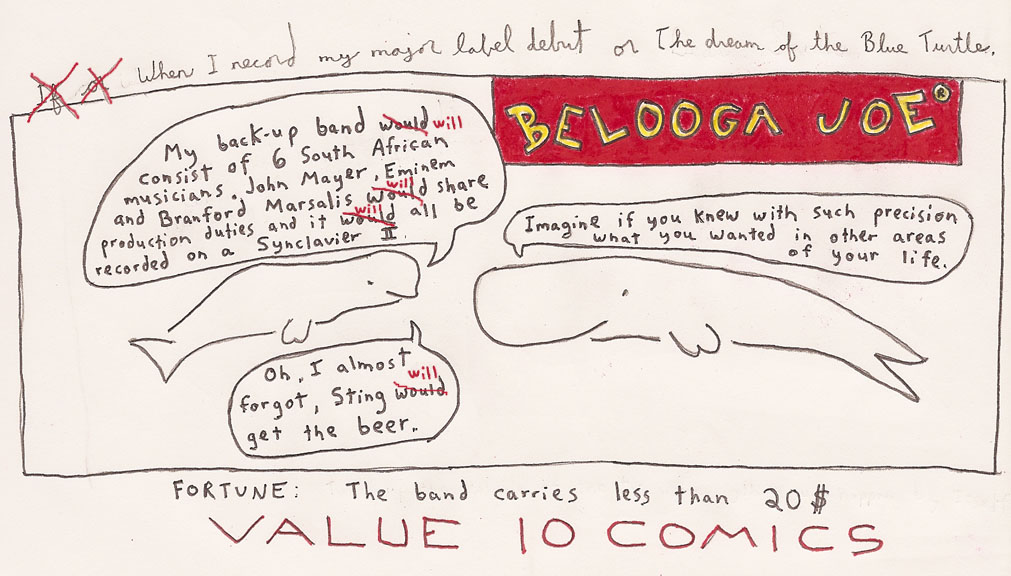 If or When I record my major label debut or The dream of the Blue Turtle.
BELOOGA JOE®
My back-up band would will
consist of 6 South African
musicians. John Mayer, Eminem
will
and Branford Marsalis would share
will
production duties and it would all be
recorded on a Synclavier II.
Imagine if you knew with such precision
what you wanted in other areas
of your life.
Oh, I almost
will
forgot, Sting would
get the beer.
FORTUNE: The band carries less than 20$
VALUE 10 COMICS